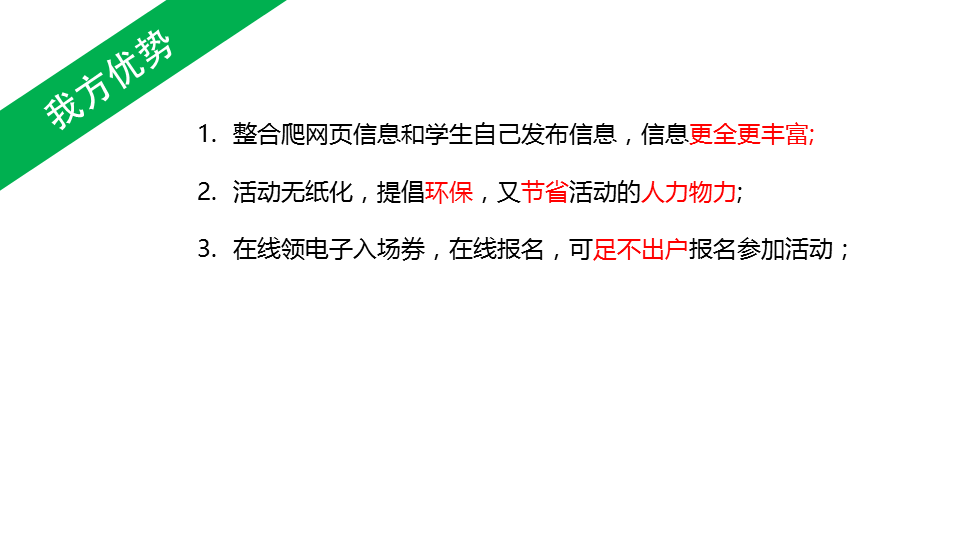 我方优势
1. 整合爬网页信息和学生自己发布信息，信息更全更丰富;
2. 活动无纸化，提倡环保，又节省活动的人力物力;
3. 在线领电子入场券，在线报名，可足不出户报名参加活动；